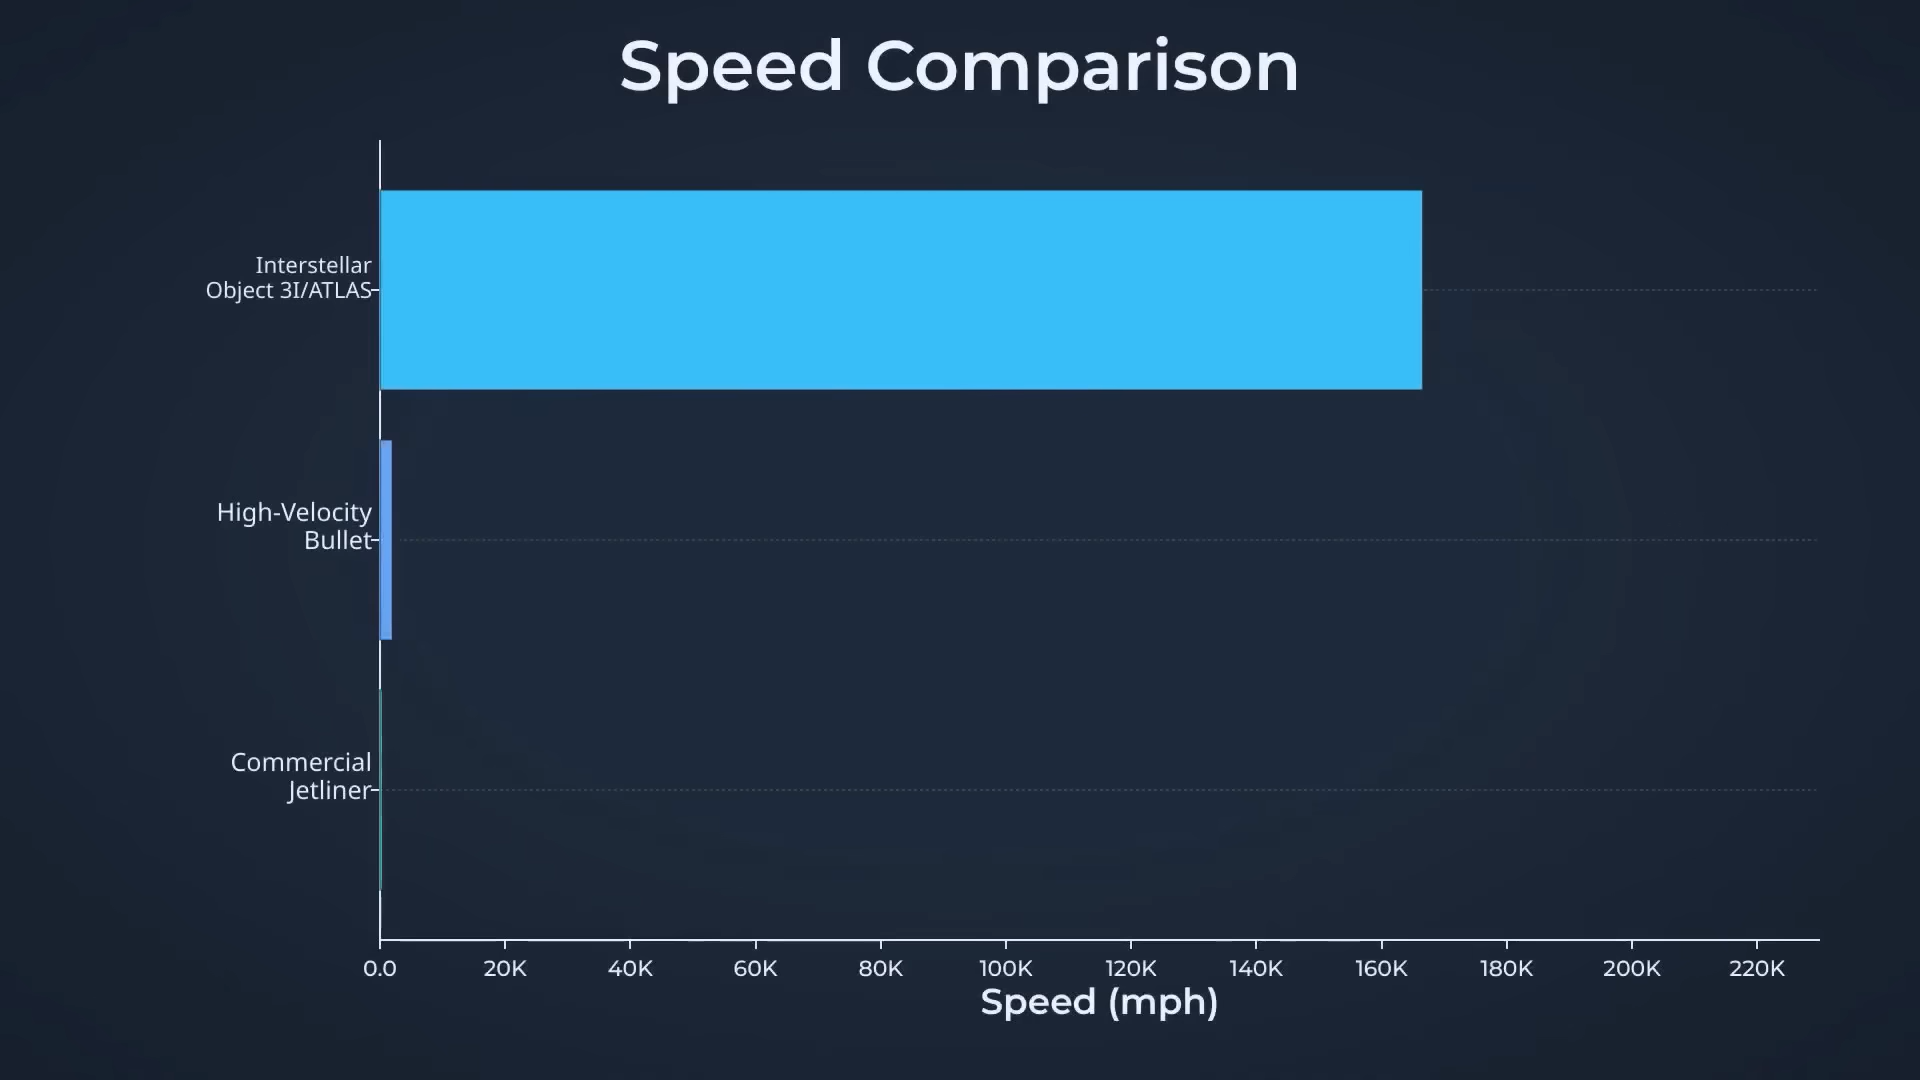 Speed Comparison
Interstellar
Object 3I/ATLAS
High-Velocity
Bullet
Commercial
Jetliner
0.0 20K 40K 60K 80K 100K 120K 140K 160K 180K 200K 220K
Speed (mph)